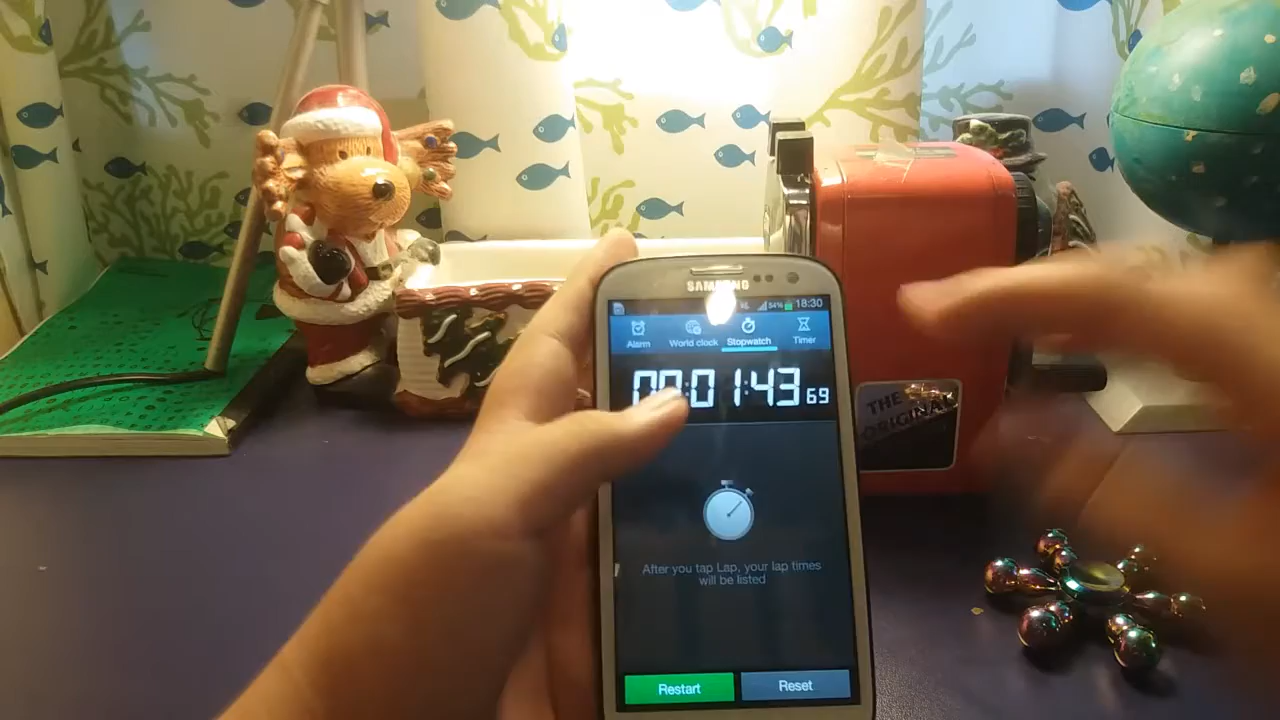 SAMSUNG
54% 18:30
Alarm World clock Stopwatch Timer
00:01:43 69
After you tap Lap, your lap times
will be listed
Restart Reset
THE
ORIGINAL